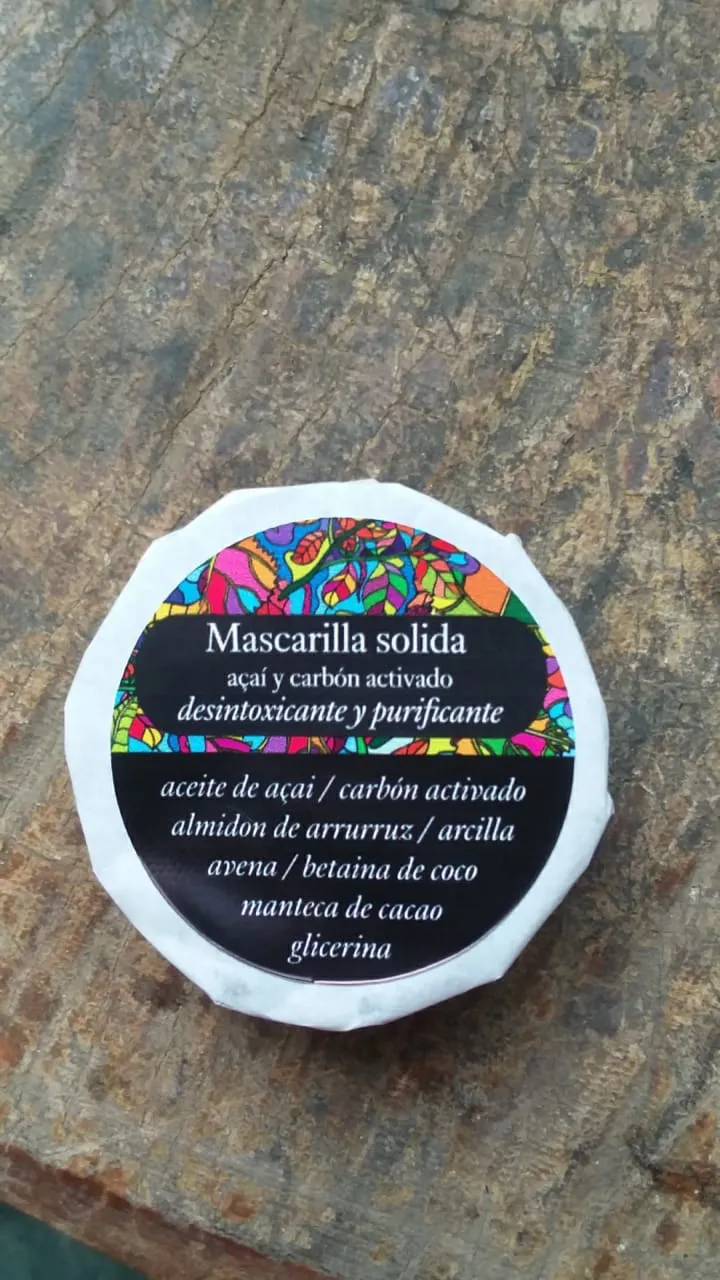 Mascarilla solida
açaí y carbón activado
desintoxicante y purificante
aceite de açai / carbón activado
almidon de arrurruz / arcilla
avena / betaina de coco
manteca de cacao
glicerina